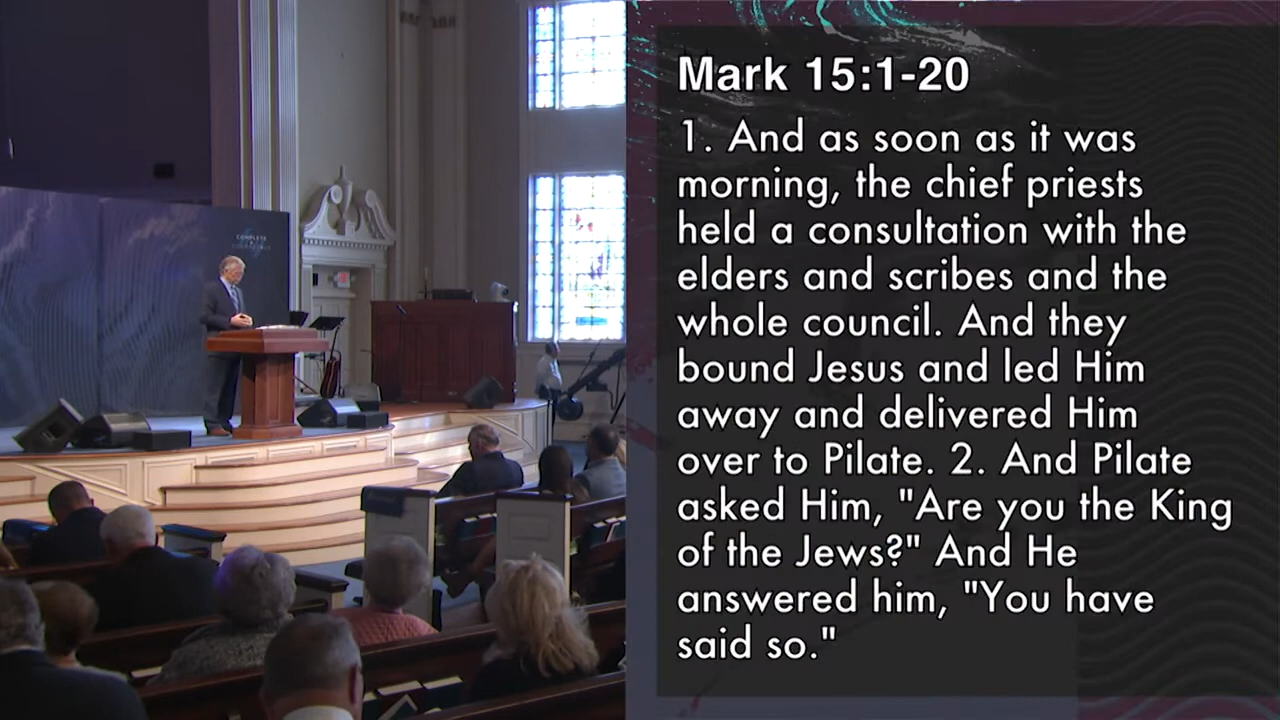 Mark 15:1-20
1. And as soon as it was
morning, the chief priests
held a consultation with the
elders and scribes and the
whole council. And they
bound Jesus and led Him
away and delivered Him
over to Pilate. 2. And Pilate
asked Him, "Are you the King
of the Jews?" And He
answered him, "You have
said so."
COMPLETE